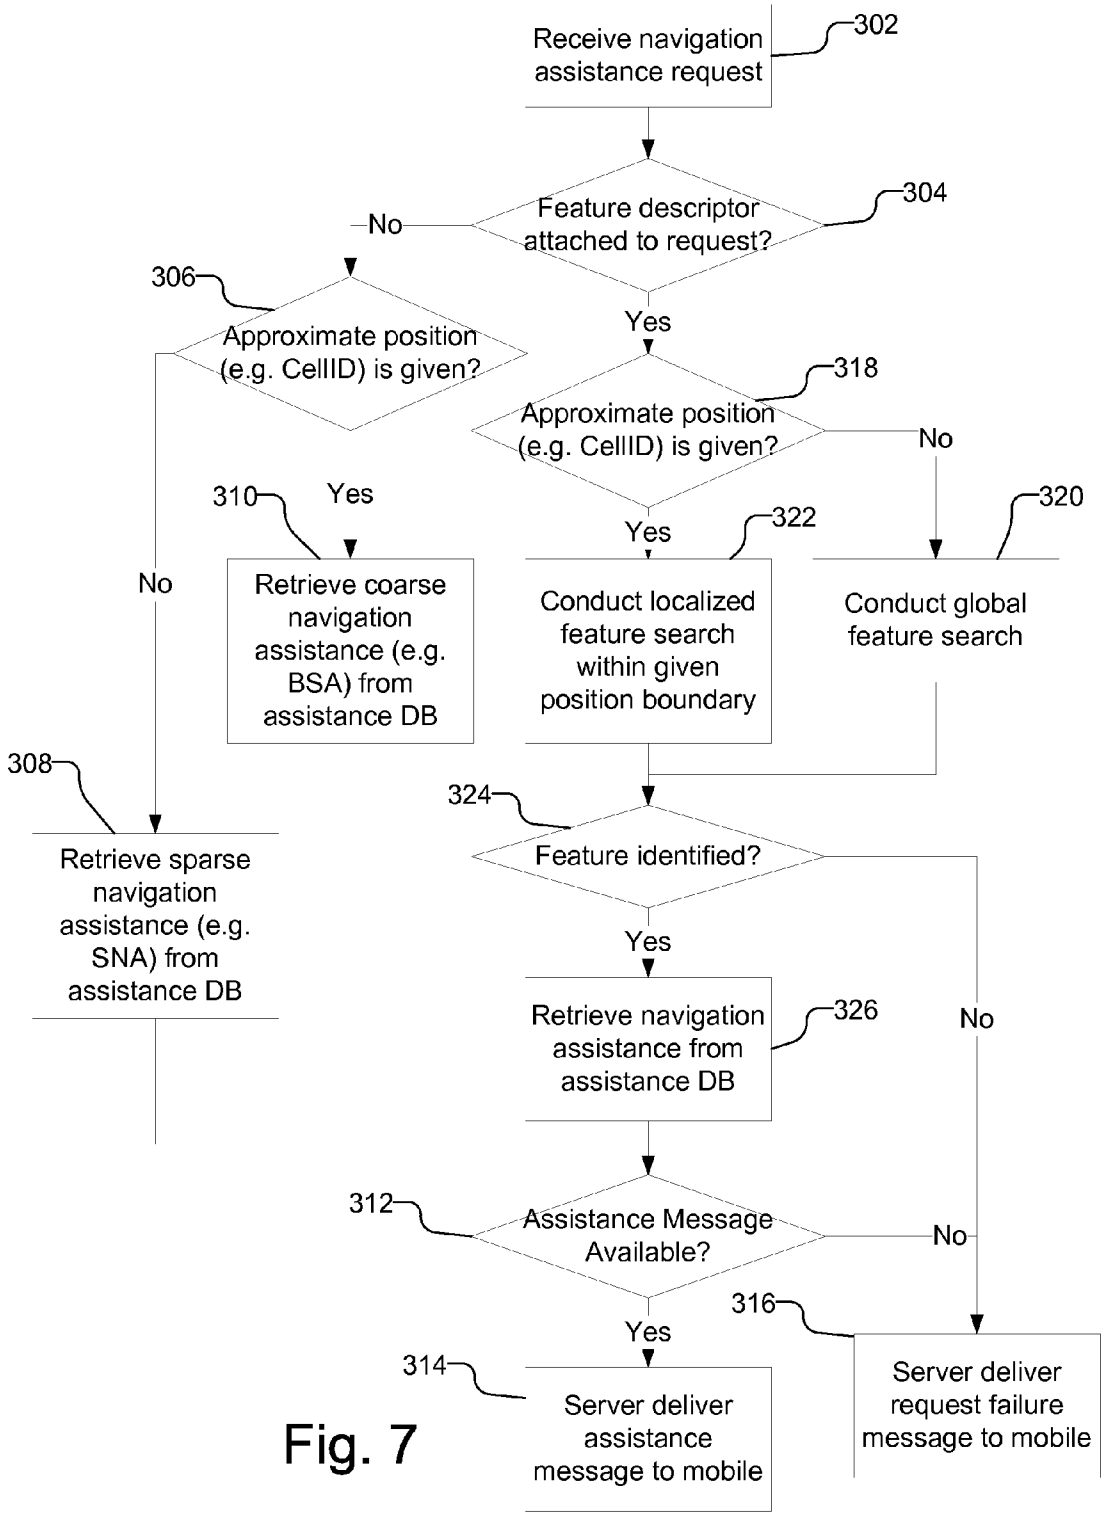 Receive navigation
assistance request
302
Feature descriptor
attached to request?
304
No
Yes
306
Approximate position
(e.g. CellID) is given?
318
Approximate position
(e.g. CellID) is given?
No
Yes
Yes
No
310
Retrieve coarse
navigation
assistance (e.g.
BSA) from
assistance DB
322
Conduct localized
feature search
within given
position boundary
320
Conduct global
feature search
308
Retrieve sparse
navigation
assistance (e.g.
SNA) from
assistance DB
324
Feature identified?
Yes
No
326
Retrieve navigation
assistance from
assistance DB
312
Assistance Message
Available?
No
Yes
314
Server deliver
assistance
message to mobile
316
Server deliver
request failure
message to mobile
Fig. 7